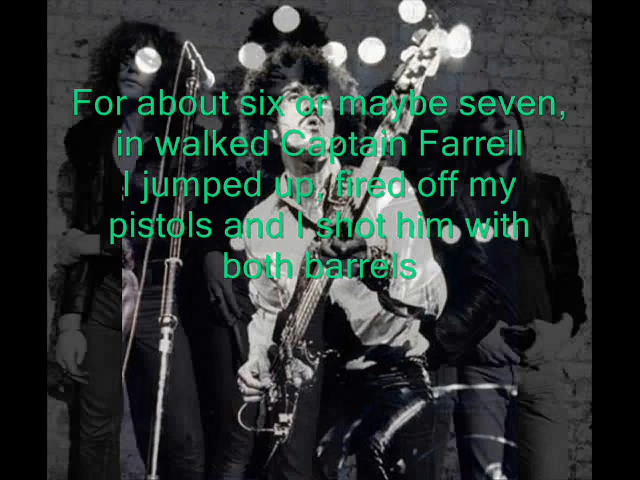 For about six or maybe seven,
in walked Captain Farrell
I jumped up, fired off my
pistols and I shot him with
both barrels